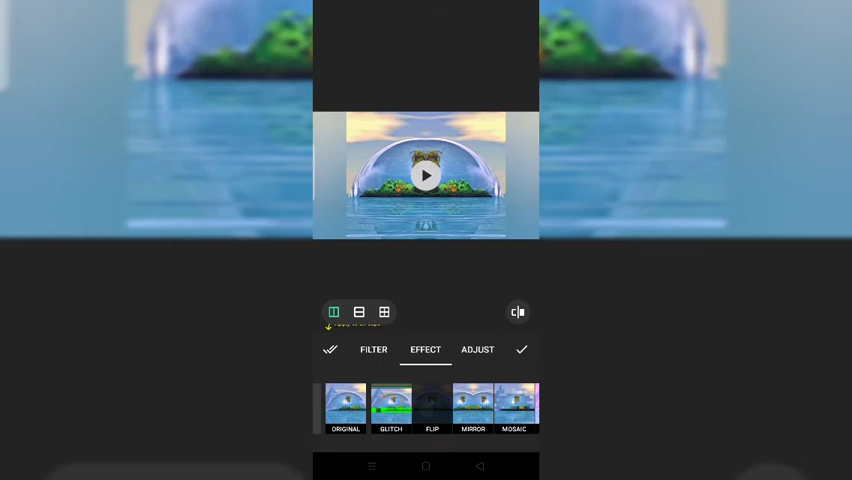 FILTER
EFFECT
ADJUST
ORIGINAL
GLITCH
FLIP
MIRROR
MOSAIC